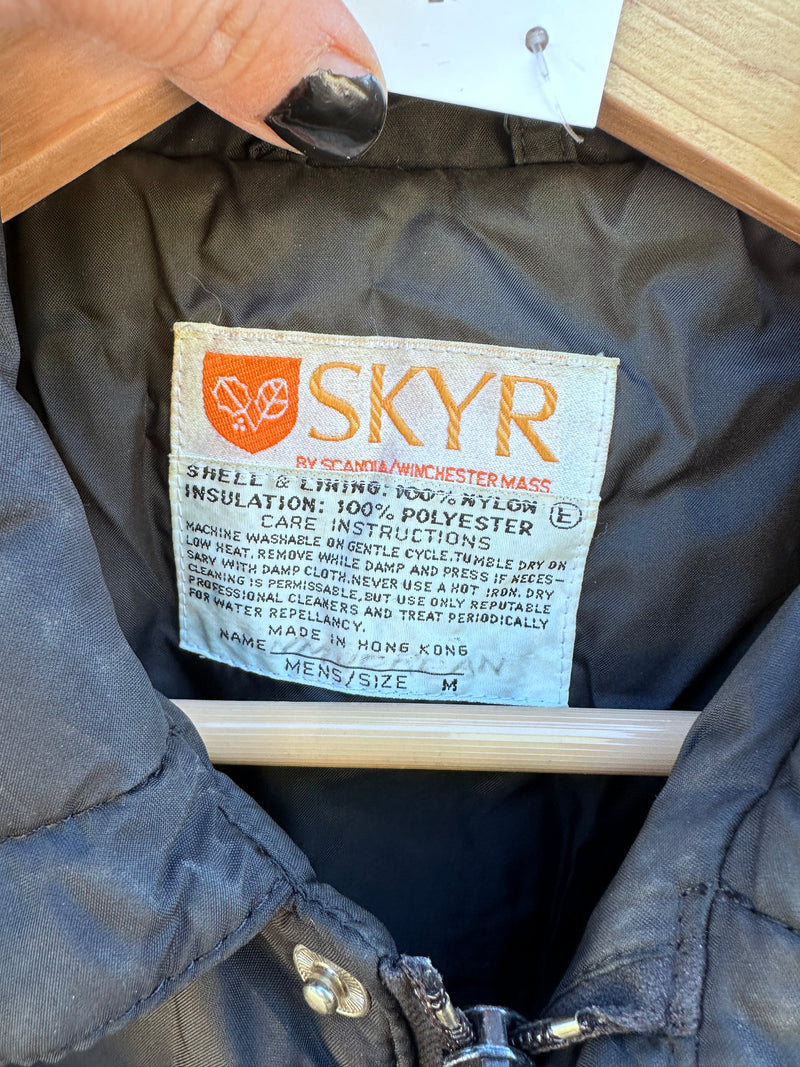 SKYR
BY SCANDIA/WINCHESTER MASS.
SHELL & LINING: 100% NYLON
INSULATION: 100% POLYESTER E
CARE INSTRUCTIONS
MACHINE WASHABLE ON GENTLE CYCLE. TUMBLE DRY ON
LOW HEAT. REMOVE WHILE DAMP AND PRESS IF NECES-
SARY WITH DAMP CLOTH. NEVER USE A HOT IRON. DRY
CLEANING IS PERMISSABLE, BUT USE ONLY REPUTABLE
PROFESSIONAL CLEANERS AND TREAT PERIODICALLY
FOR WATER REPELLANCY.
MADE IN HONG KONG
NAME
MENS/SIZE M